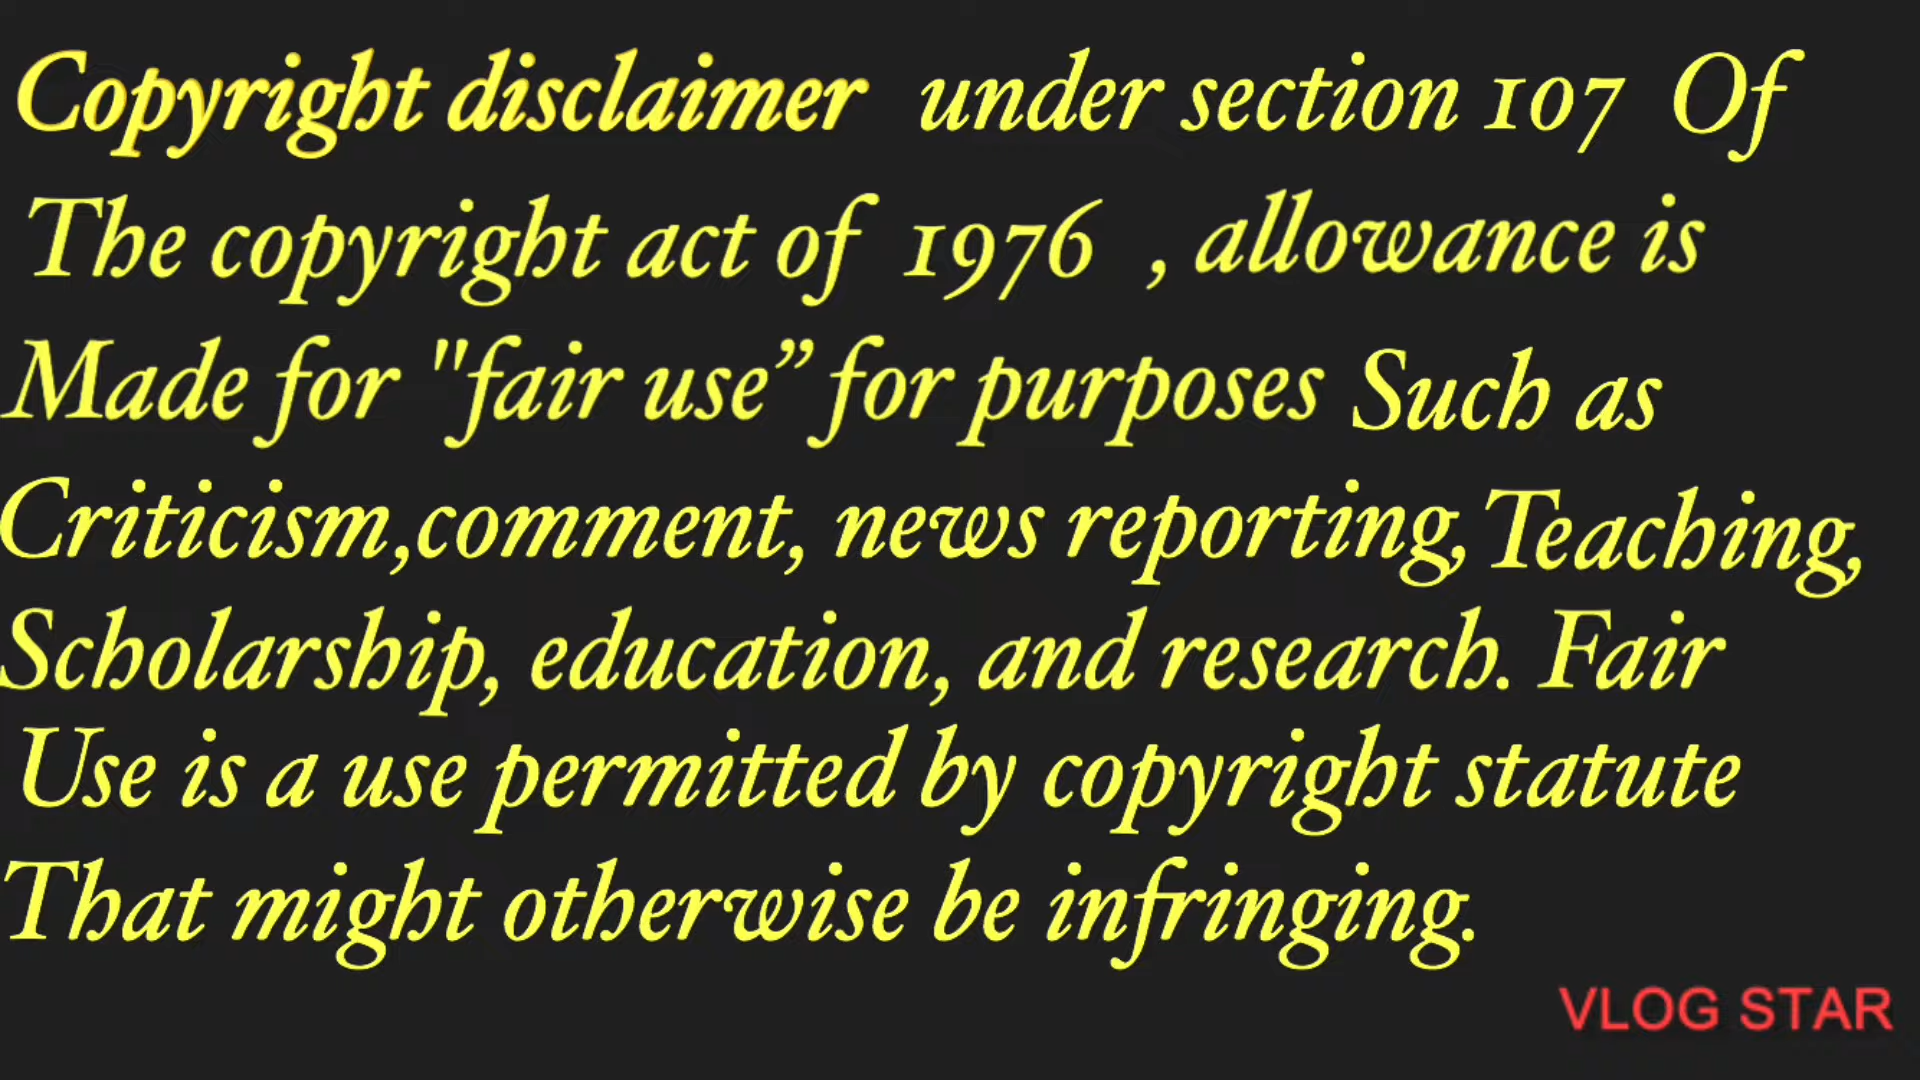 Copyright disclaimer under section 107 Of
The copyright act of 1976 , allowance is
Made for "fair use” for purposes Such as
Criticism,comment, news reporting, Teaching,
Scholarship, education, and research. Fair
Use is a use permitted by copyright statute
That might otherwise be infringing.
VLOG STAR